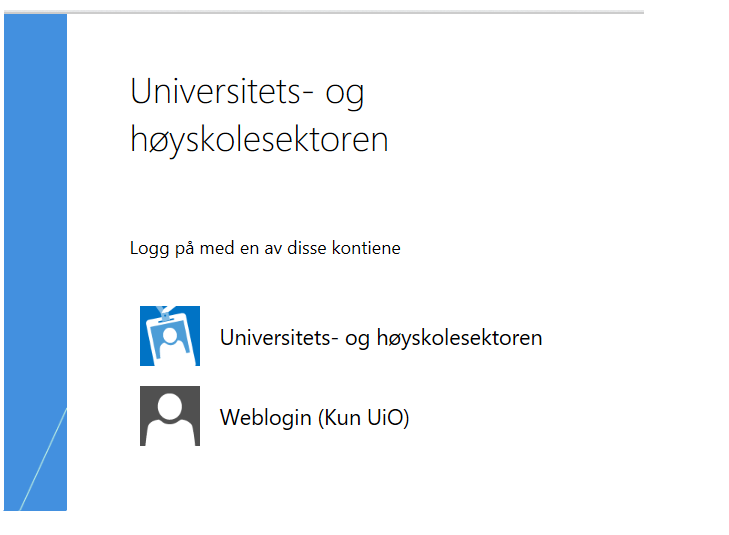 Universitets- og
høyskolesektoren
Logg på med en av disse kontiene
Universitets- og høyskolesektoren
Weblogin (Kun UiO)